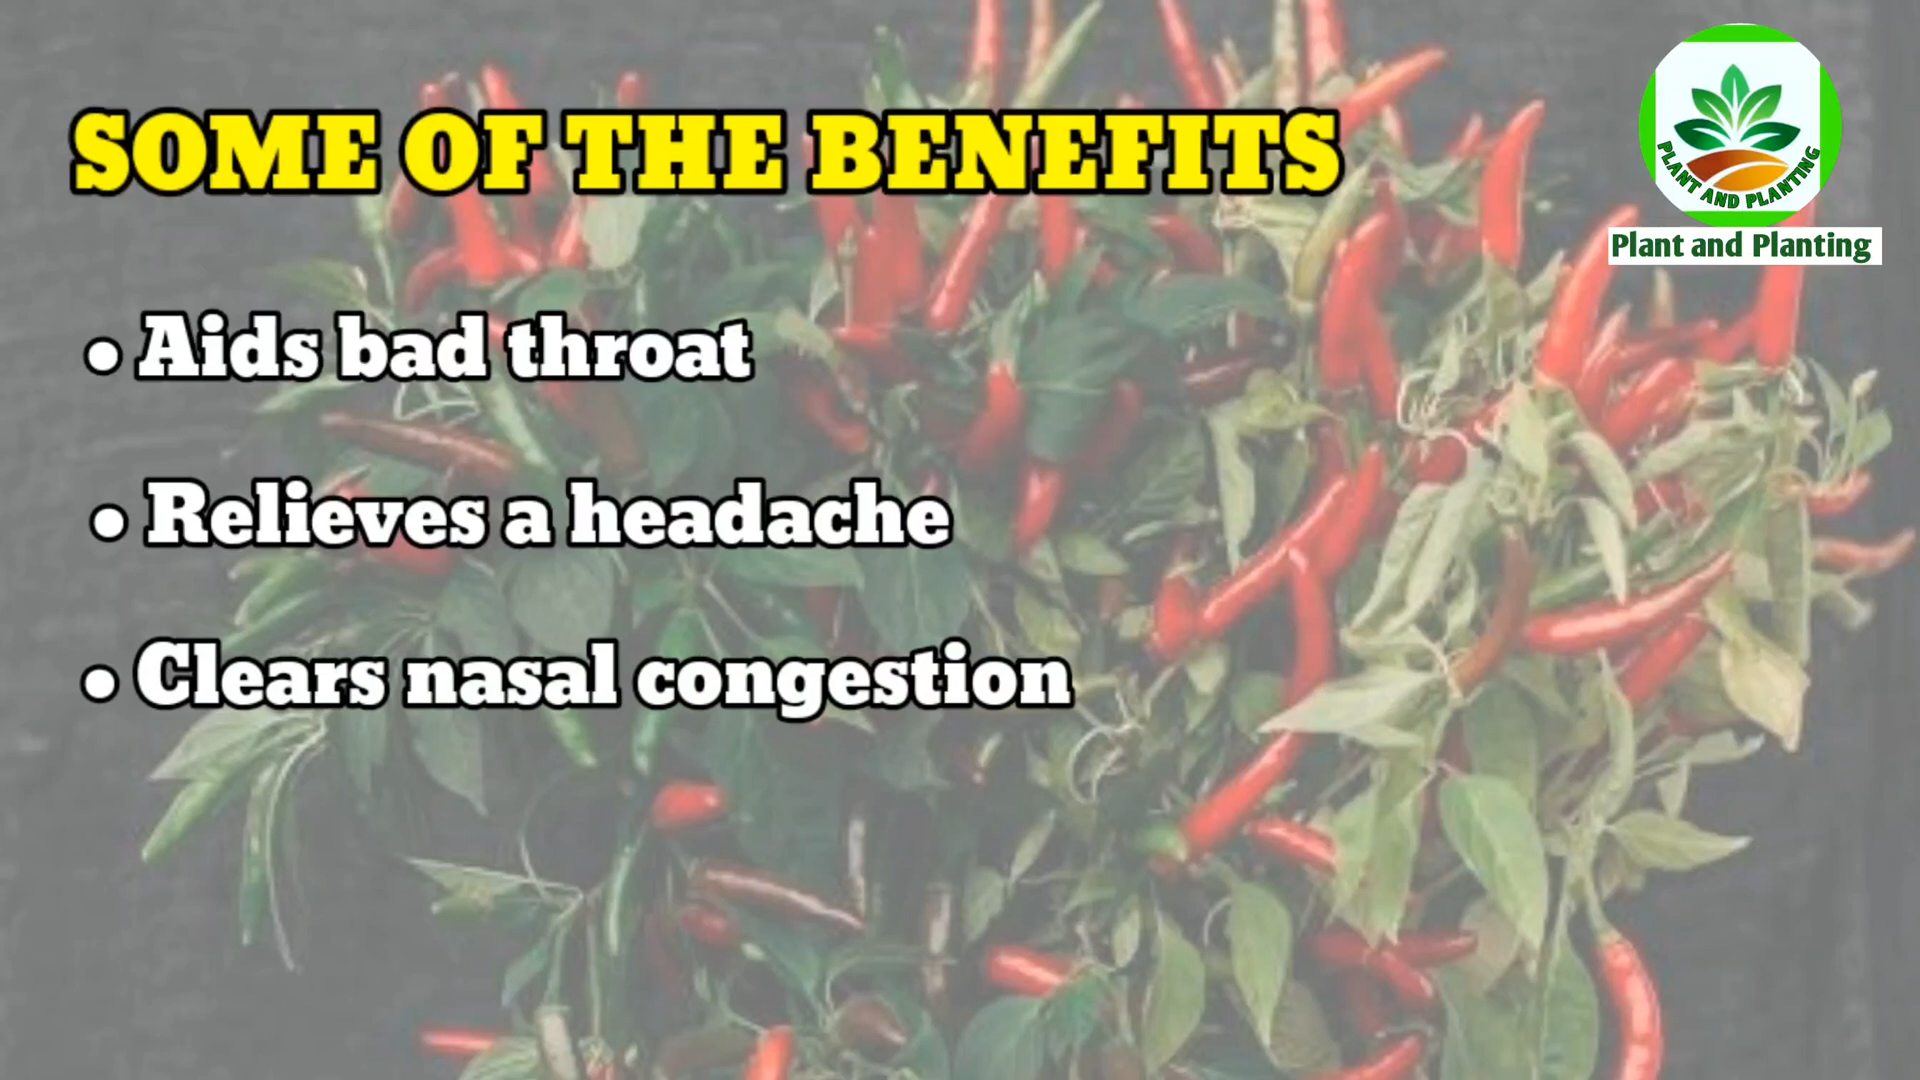 SOME OF THE BENEFITS
PLANT AND PLANTING
Plant and Planting
• Aids bad throat
• Relieves a headache
• Clears nasal congestion